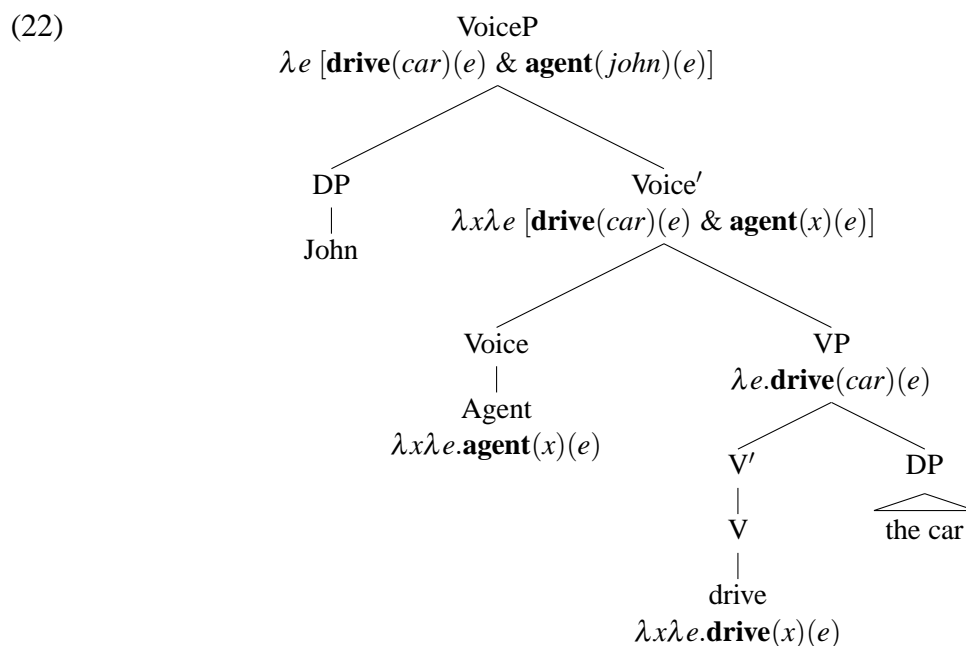 (22)
VoiceP
λe [drive(car)(e) & agent(john)(e)]
DP
Voice′
λxλe [drive(car)(e) & agent(x)(e)]
John
Voice
VP
λe.drive(car)(e)
Agent
λxλe.agent(x)(e)
V′
DP
V
the car
drive
λxλe.drive(x)(e)